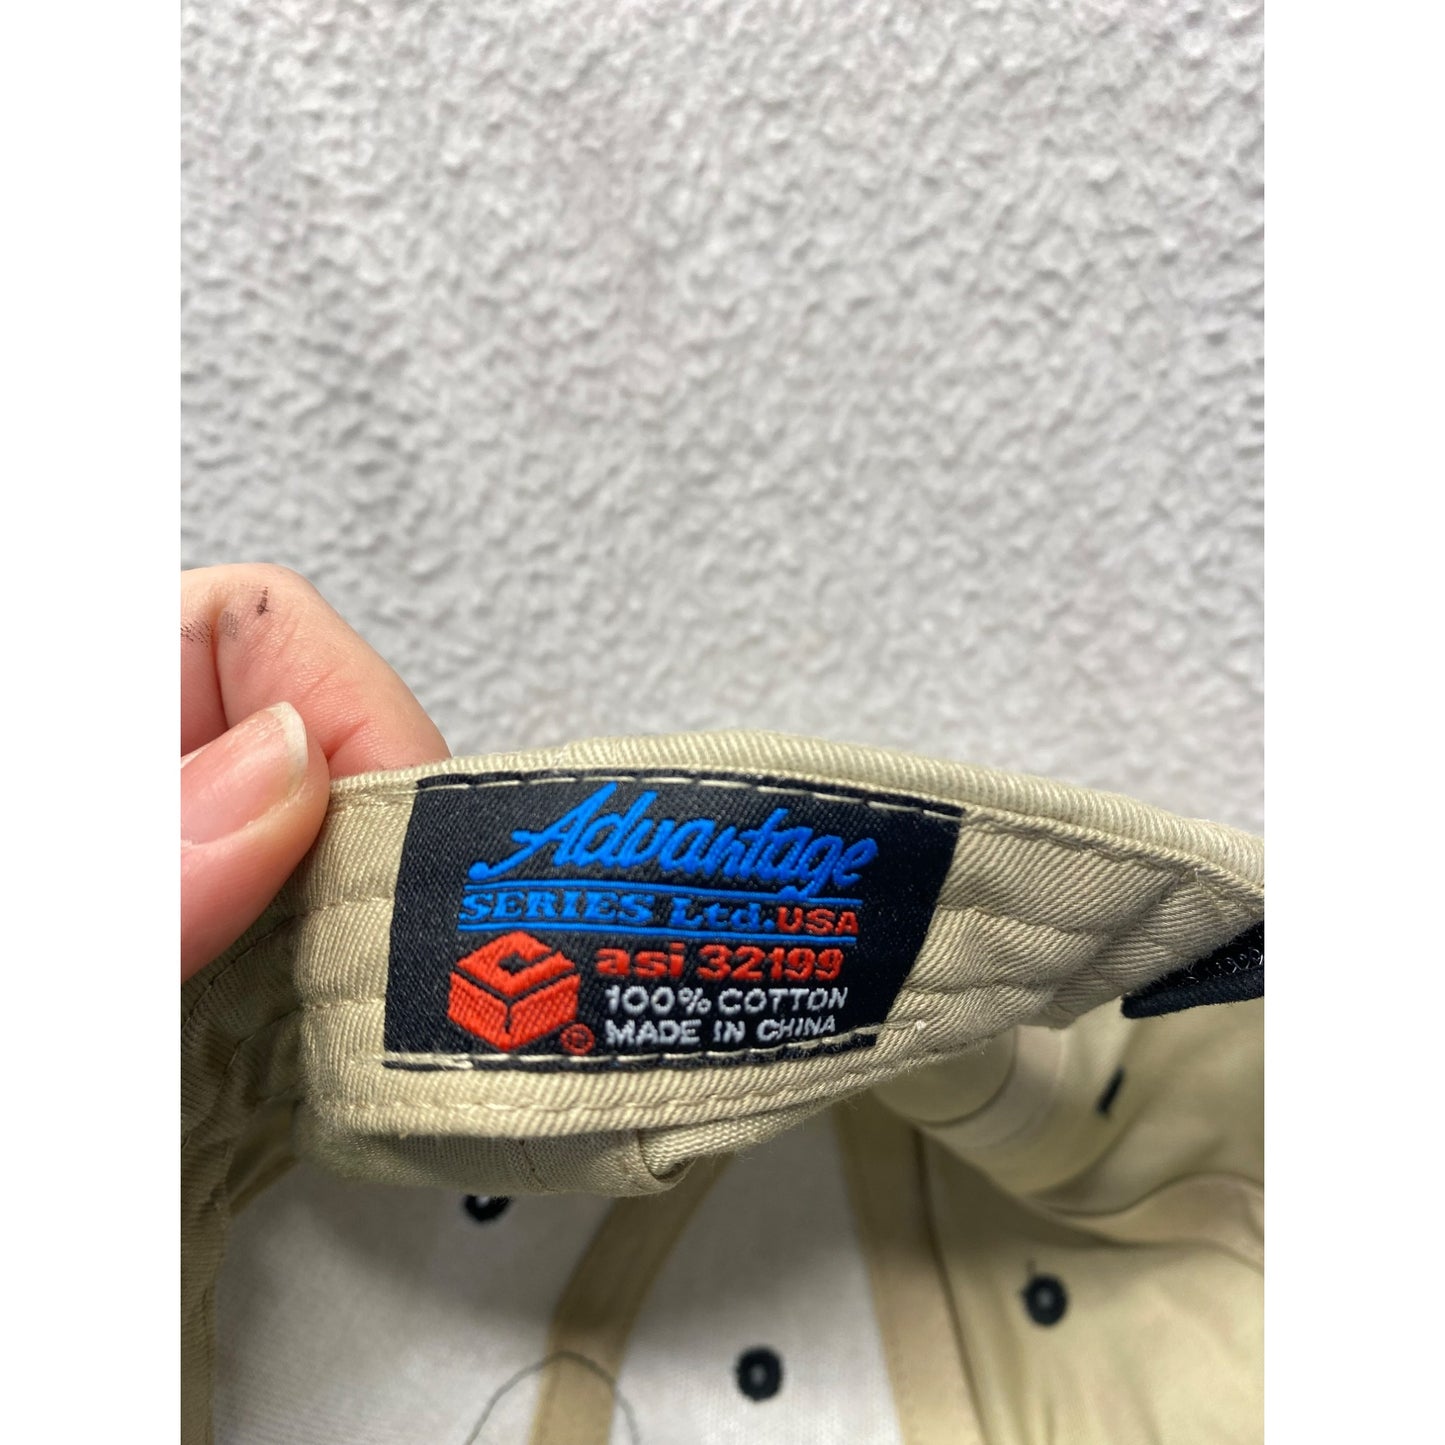 Advantage
SERIES Ltd. USA
asi 32199
100% COTTON
MADE IN CHINA
®